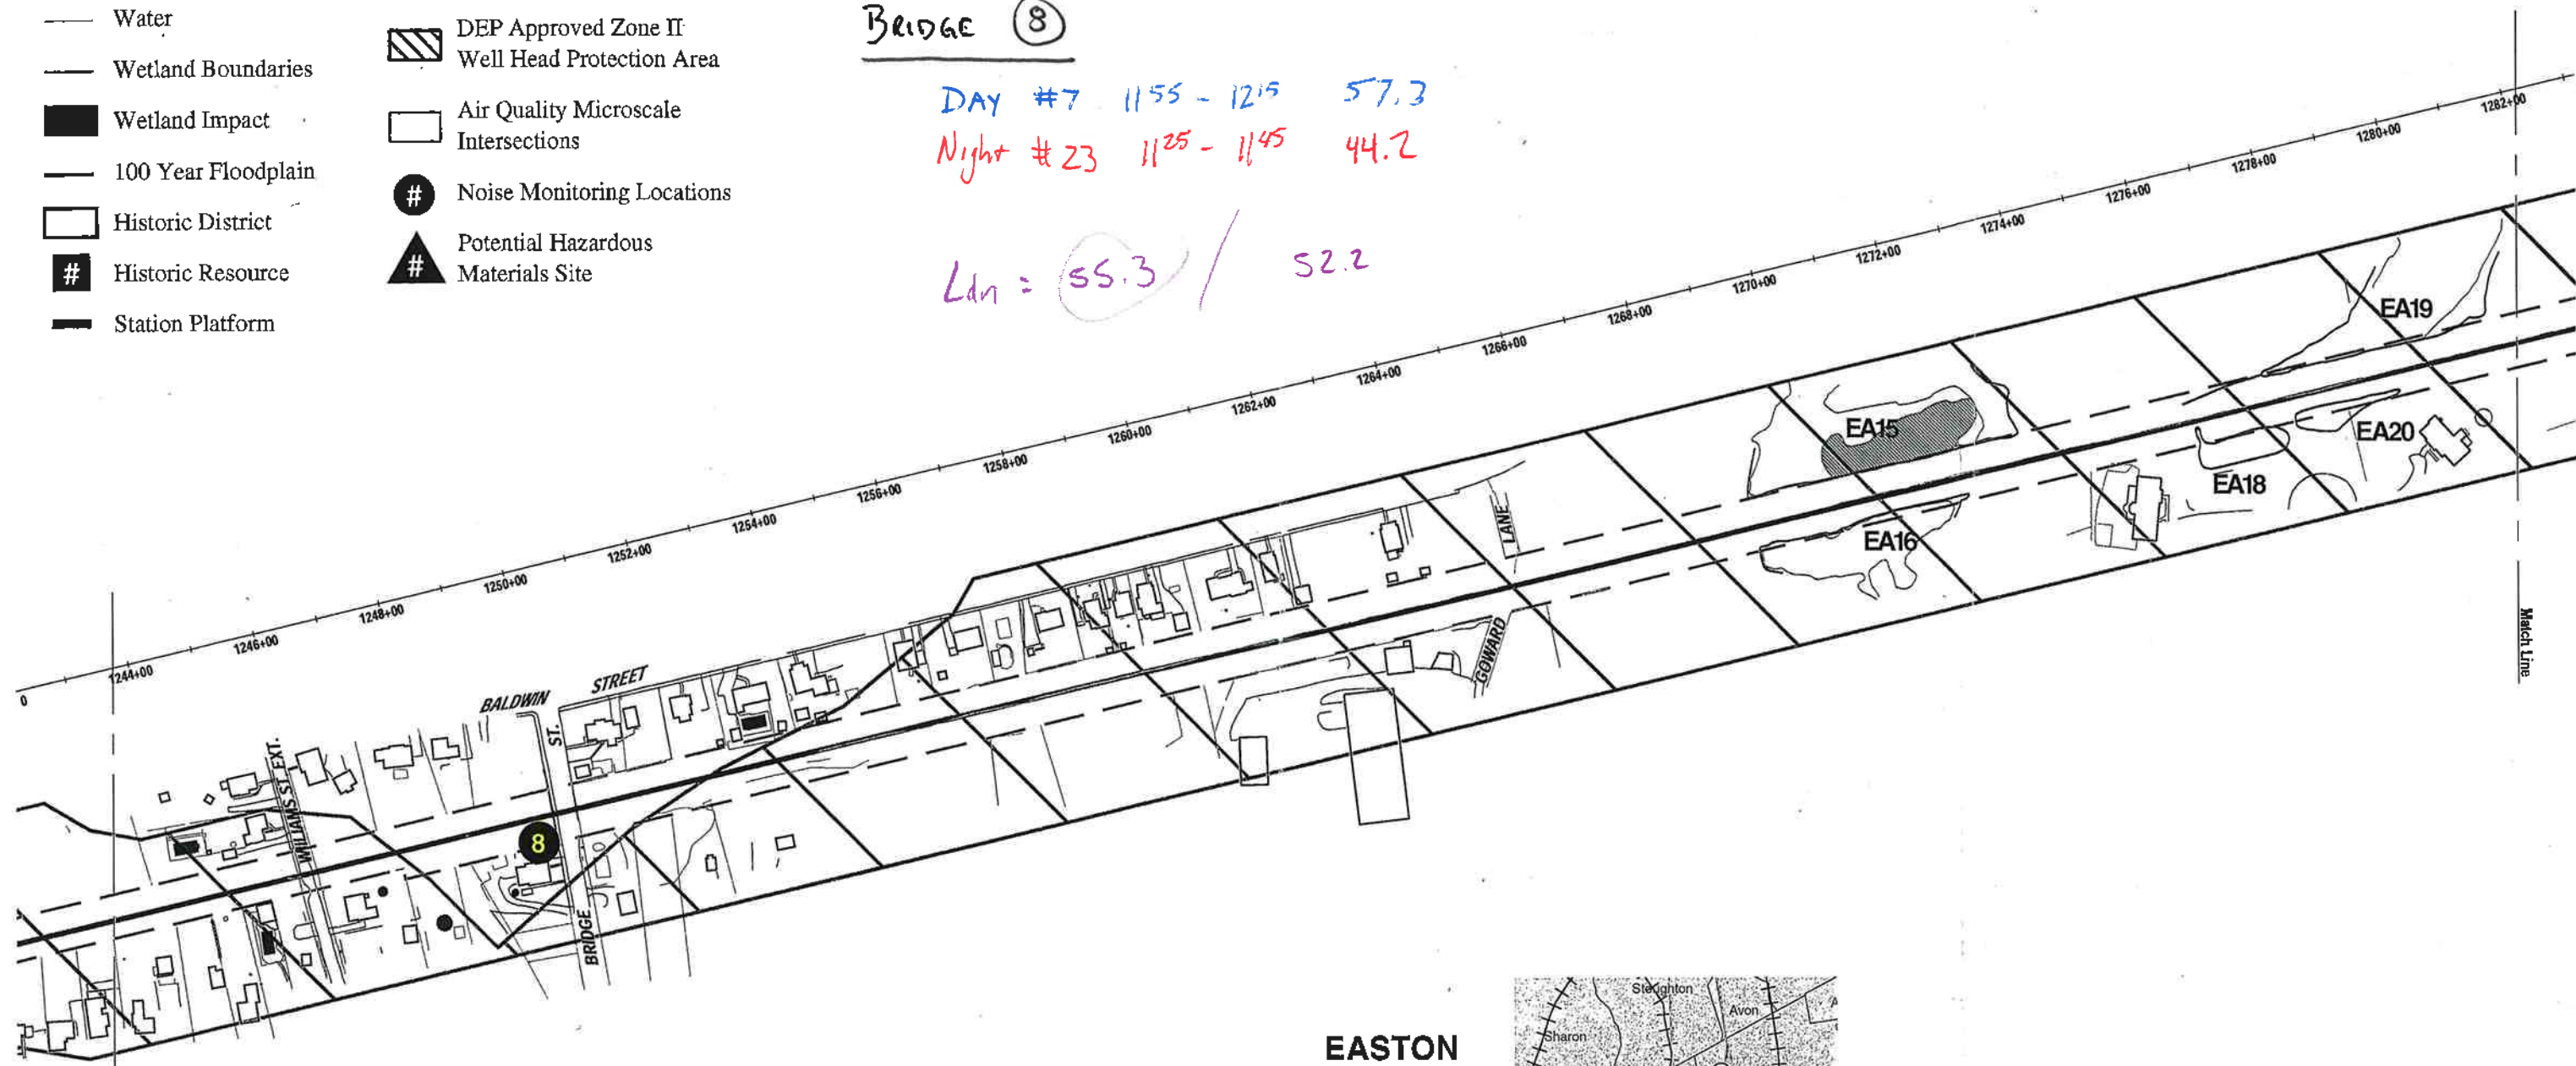 Water
Wetland Boundaries
Wetland Impact
100 Year Floodplain
Historic District
# Historic Resource
Station Platform
DEP Approved Zone II
Well Head Protection Area
Air Quality Microscale
Intersections
# Noise Monitoring Locations
# Potential Hazardous
Materials Site
BRIDGE 8
DAY #7 1155 - 1215 57.3
Night #23 1125 - 1145 44.2
Ldn = 55.3 / 52.2
0
1244+00
1246+00
1248+00
1250+00
1252+00
1254+00
1256+00
1258+00
1260+00
1262+00
1264+00
1266+00
1268+00
1270+00
1272+00
1274+00
1276+00
1278+00
1280+00
1282+00
EA19
EA15
EA20
EA18
EA16
LANE
GOWARD
Match Line
BALDWIN STREET
ST.
WILLIAMS ST. EXT.
8
BRIDGE
EASTON
Stoughton
Avon
Sharon